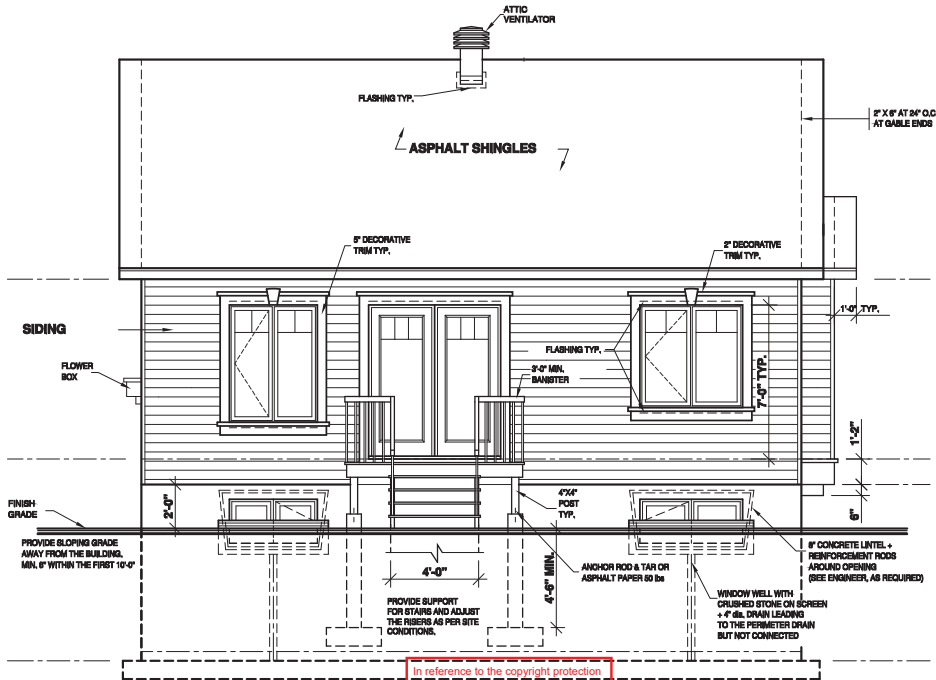 ATTIC
VENTILATOR
FLASHING TYP.
2" X 6" AT 24" O.C
AT GABLE ENDS
ASPHALT SHINGLES
5" DECORATIVE
TRIM TYP.
2" DECORATIVE
TRIM TYP.
SIDING
1'-0" TYP.
FLASHING TYP.
FLOWER
BOX
3'-0" MIN.
BANISTER
7'-0" TYP.
1'-2"
2'-0"
4"X4"
POST
TYP.
6"
FINISH
GRADE
PROVIDE SLOPING GRADE
AWAY FROM THE BUILDING,
MIN. 6" WITHIN THE FIRST 10'-0"
8" CONCRETE LINTEL +
REINFORCEMENT RODS
AROUND OPENING
(SEE ENGINEER, AS REQUIRED)
4'-0"
4'-6" MIN.
ANCHOR ROD & TAR OR
ASPHALT PAPER 50 lbs
PROVIDE SUPPORT
FOR STAIRS AND ADJUST
THE RISERS AS PER SITE
CONDITIONS.
WINDOW WELL WITH
CRUSHED STONE ON SCREEN
+ 4" dia. DRAIN LEADING
TO THE PERIMETER DRAIN
BUT NOT CONNECTED
In reference to the copyright protection